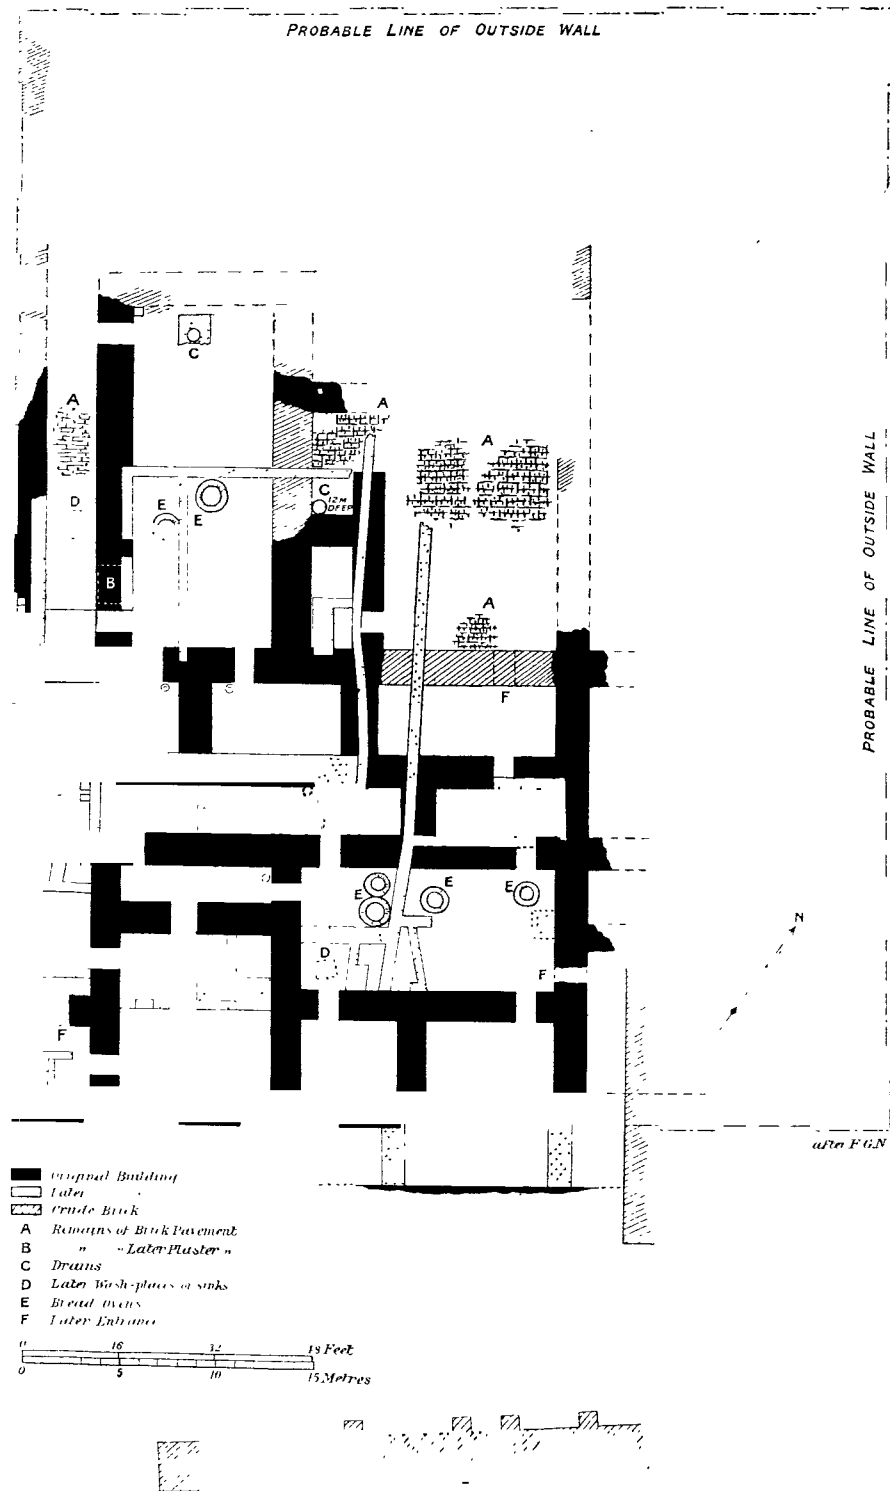 PROBABLE LINE OF OUTSIDE WALL
C
A
A
A
E
E
C
12 M
DEEP
D
B
A
F
PROBABLE LINE OF OUTSIDE WALL
E
E
E
N
D
F
F
after F.G.N
Original Building
Later "
Crude Brick
A Remains of Brick Pavement
B " " Later Plaster "
C Drains
D Later Wash-places or sinks
E Bread Ovens
F Later Entrance
0 16 32 48 Feet
0 5 10 15 Metres